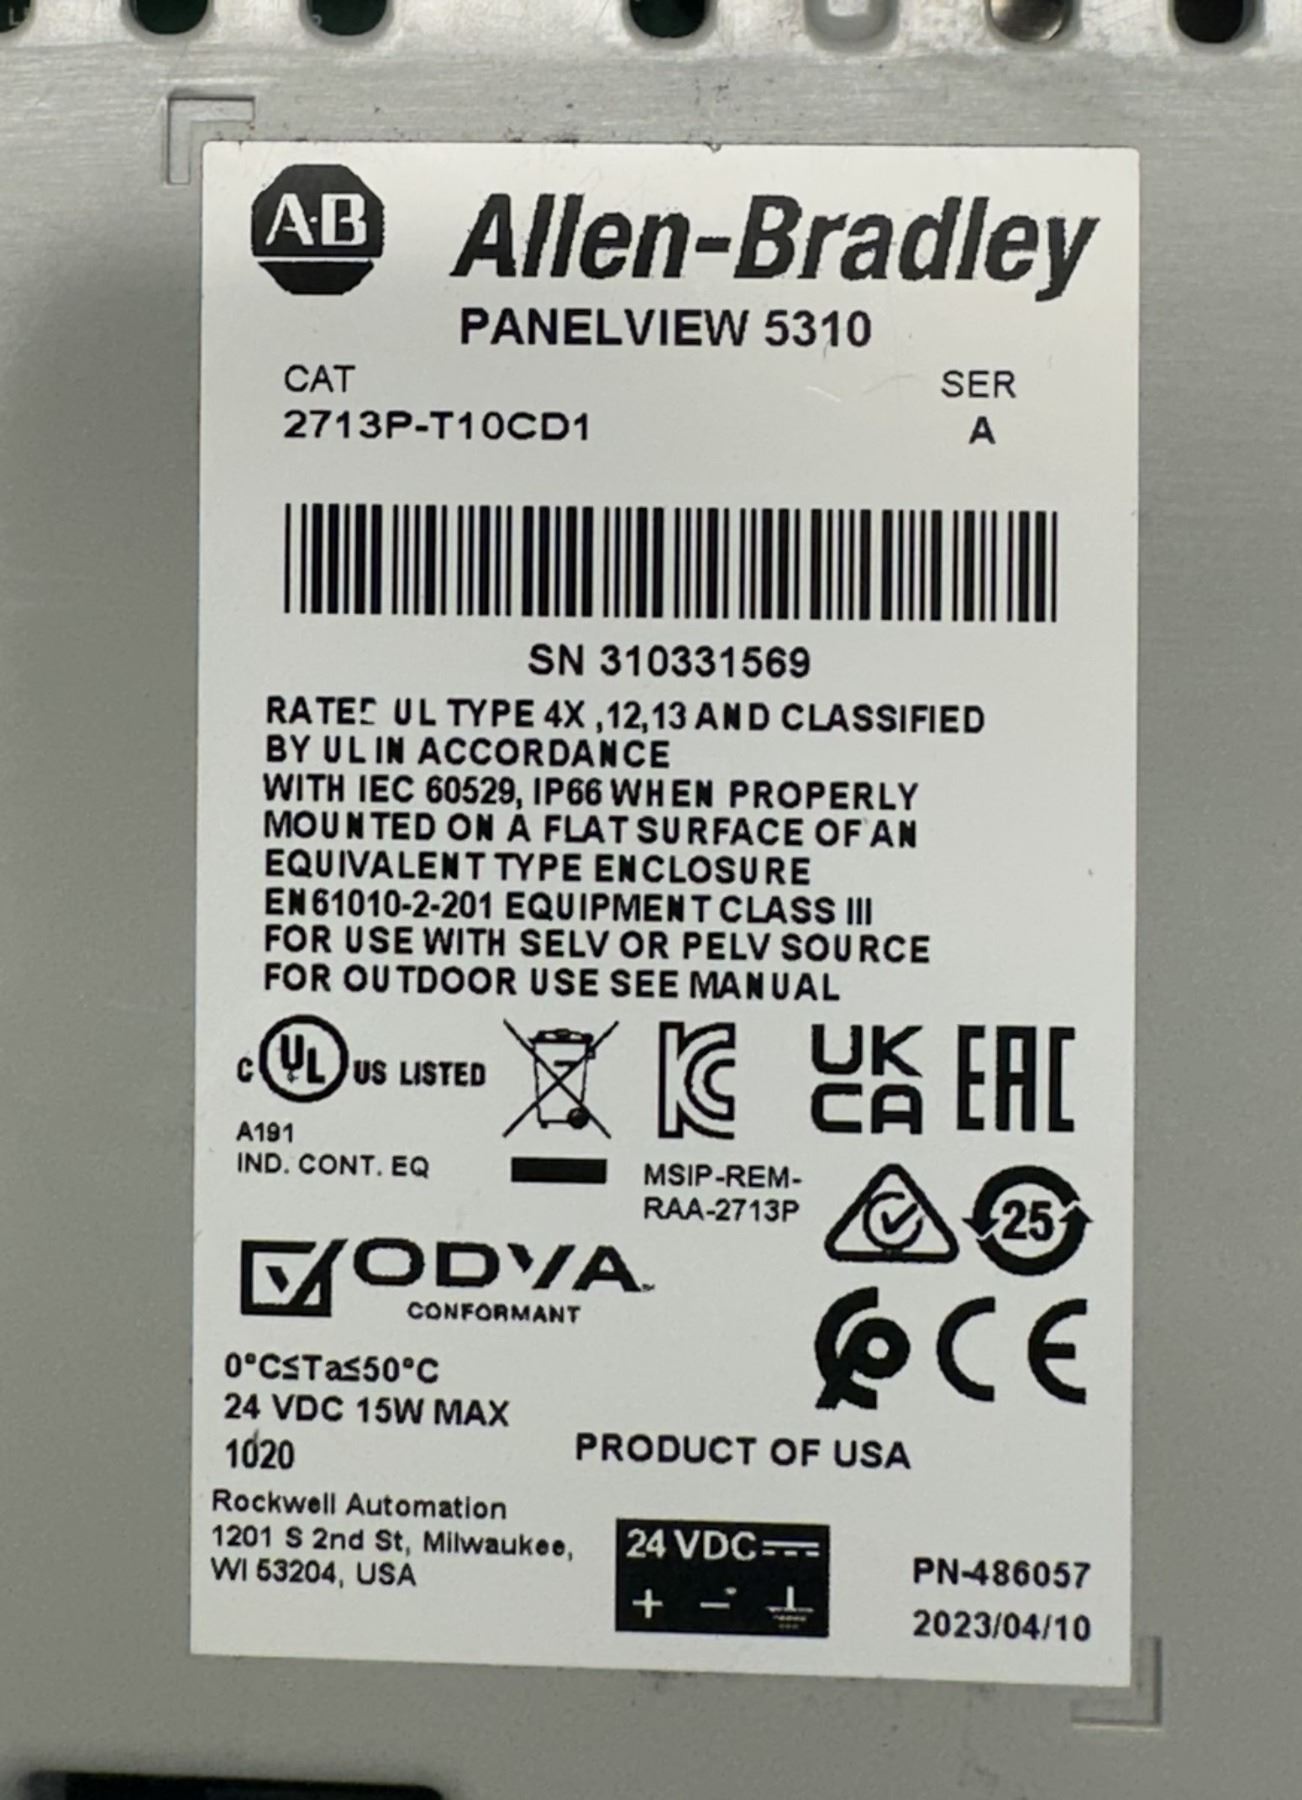 A·B Allen-Bradley
PANELVIEW 5310
CAT SER
2713P-T10CD1 A
SN 310331569
RATED UL TYPE 4X ,12,13 AND CLASSIFIED
BY UL IN ACCORDANCE
WITH IEC 60529, IP66 WHEN PROPERLY
MOUNTED ON A FLAT SURFACE OF AN
EQUIVALENT TYPE ENCLOSURE
EN61010-2-201 EQUIPMENT CLASS III
FOR USE WITH SELV OR PELV SOURCE
FOR OUTDOOR USE SEE MANUAL
C UL US LISTED
A191
IND. CONT. EQ
KC
MSIP-REM-
RAA-2713P
UK
CA
EAC
25
ODVA™
CONFORMANT
CE
0°C≤Ta≤50°C
24 VDC 15W MAX
1020
PRODUCT OF USA
Rockwell Automation
1201 S 2nd St, Milwaukee,
WI 53204, USA
24 VDC
+ −
PN-486057
2023/04/10